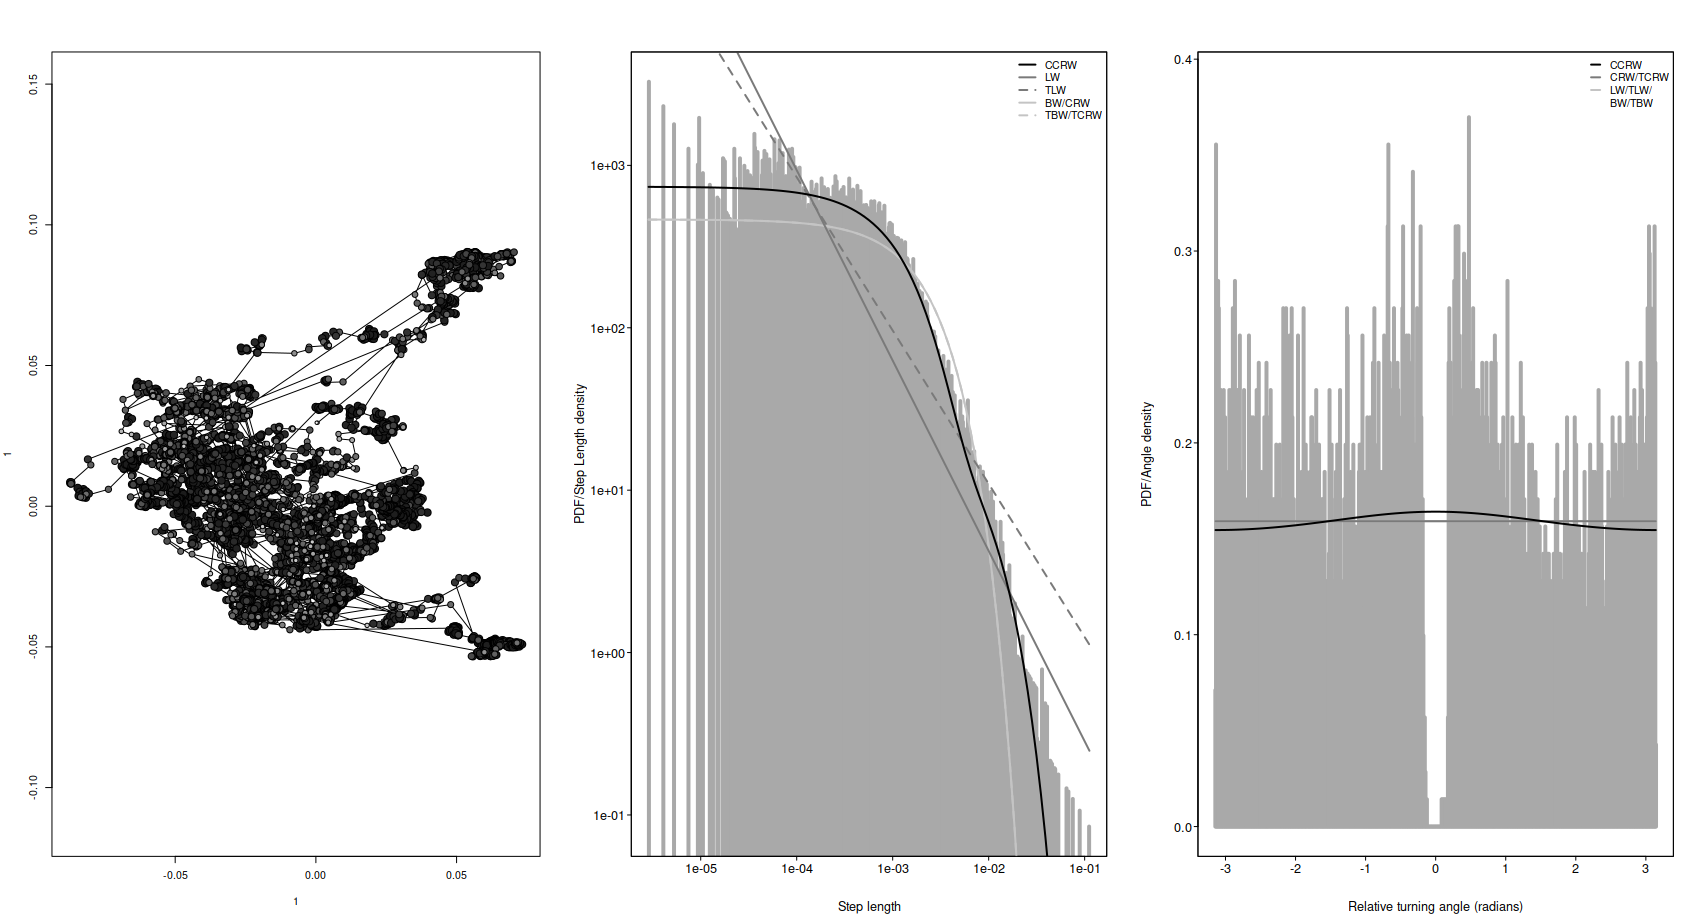 0.15
0.10
0.05
0.00
-0.05
-0.10
1
-0.05
0.00
0.05
1
CCRW
LW
TLW
BW/CRW
TBW/TCRW
1e+03
1e+02
1e+01
1e+00
1e-01
PDF/Step Length density
1e-05
1e-04
1e-03
1e-02
1e-01
Step length
CCRW
CRW/TCRW
LW/TLW/
BW/TBW
0.4
0.3
0.2
0.1
0.0
PDF/Angle density
-3
-2
-1
0
1
2
3
Relative turning angle (radians)